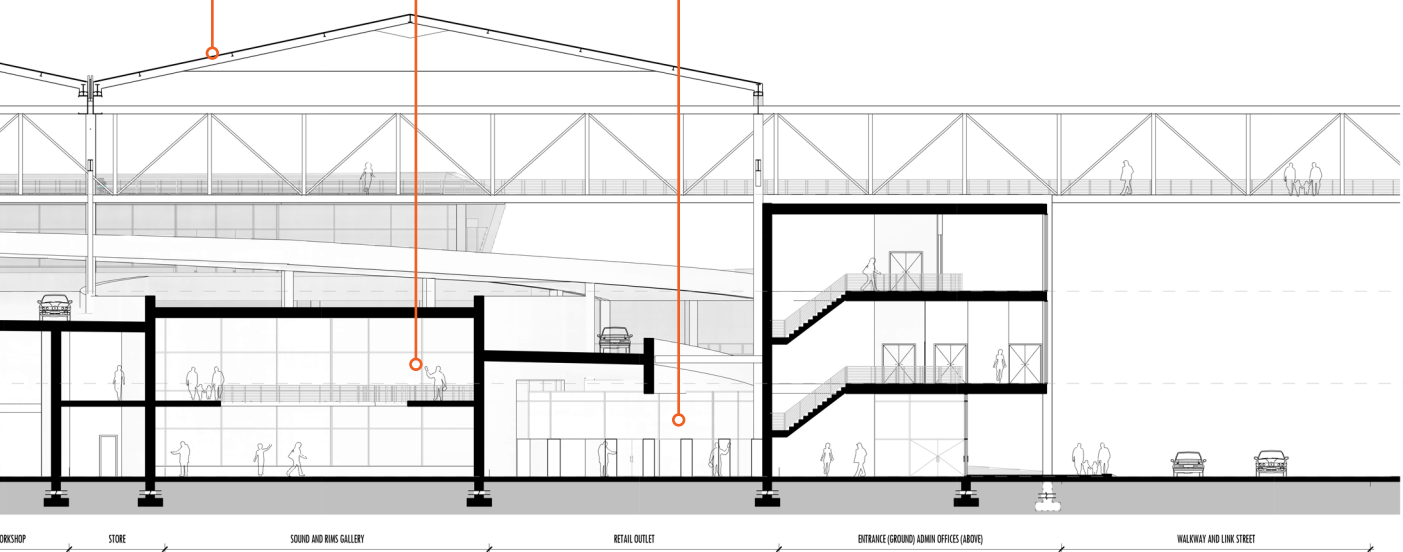 ORKSHOP
STORE
SOUND AND RIMS GALLERY
RETAIL OUTLET
ENTRANCE (GROUND) ADMIN OFFICES (ABOVE)
WALKWAY AND LINK STREET